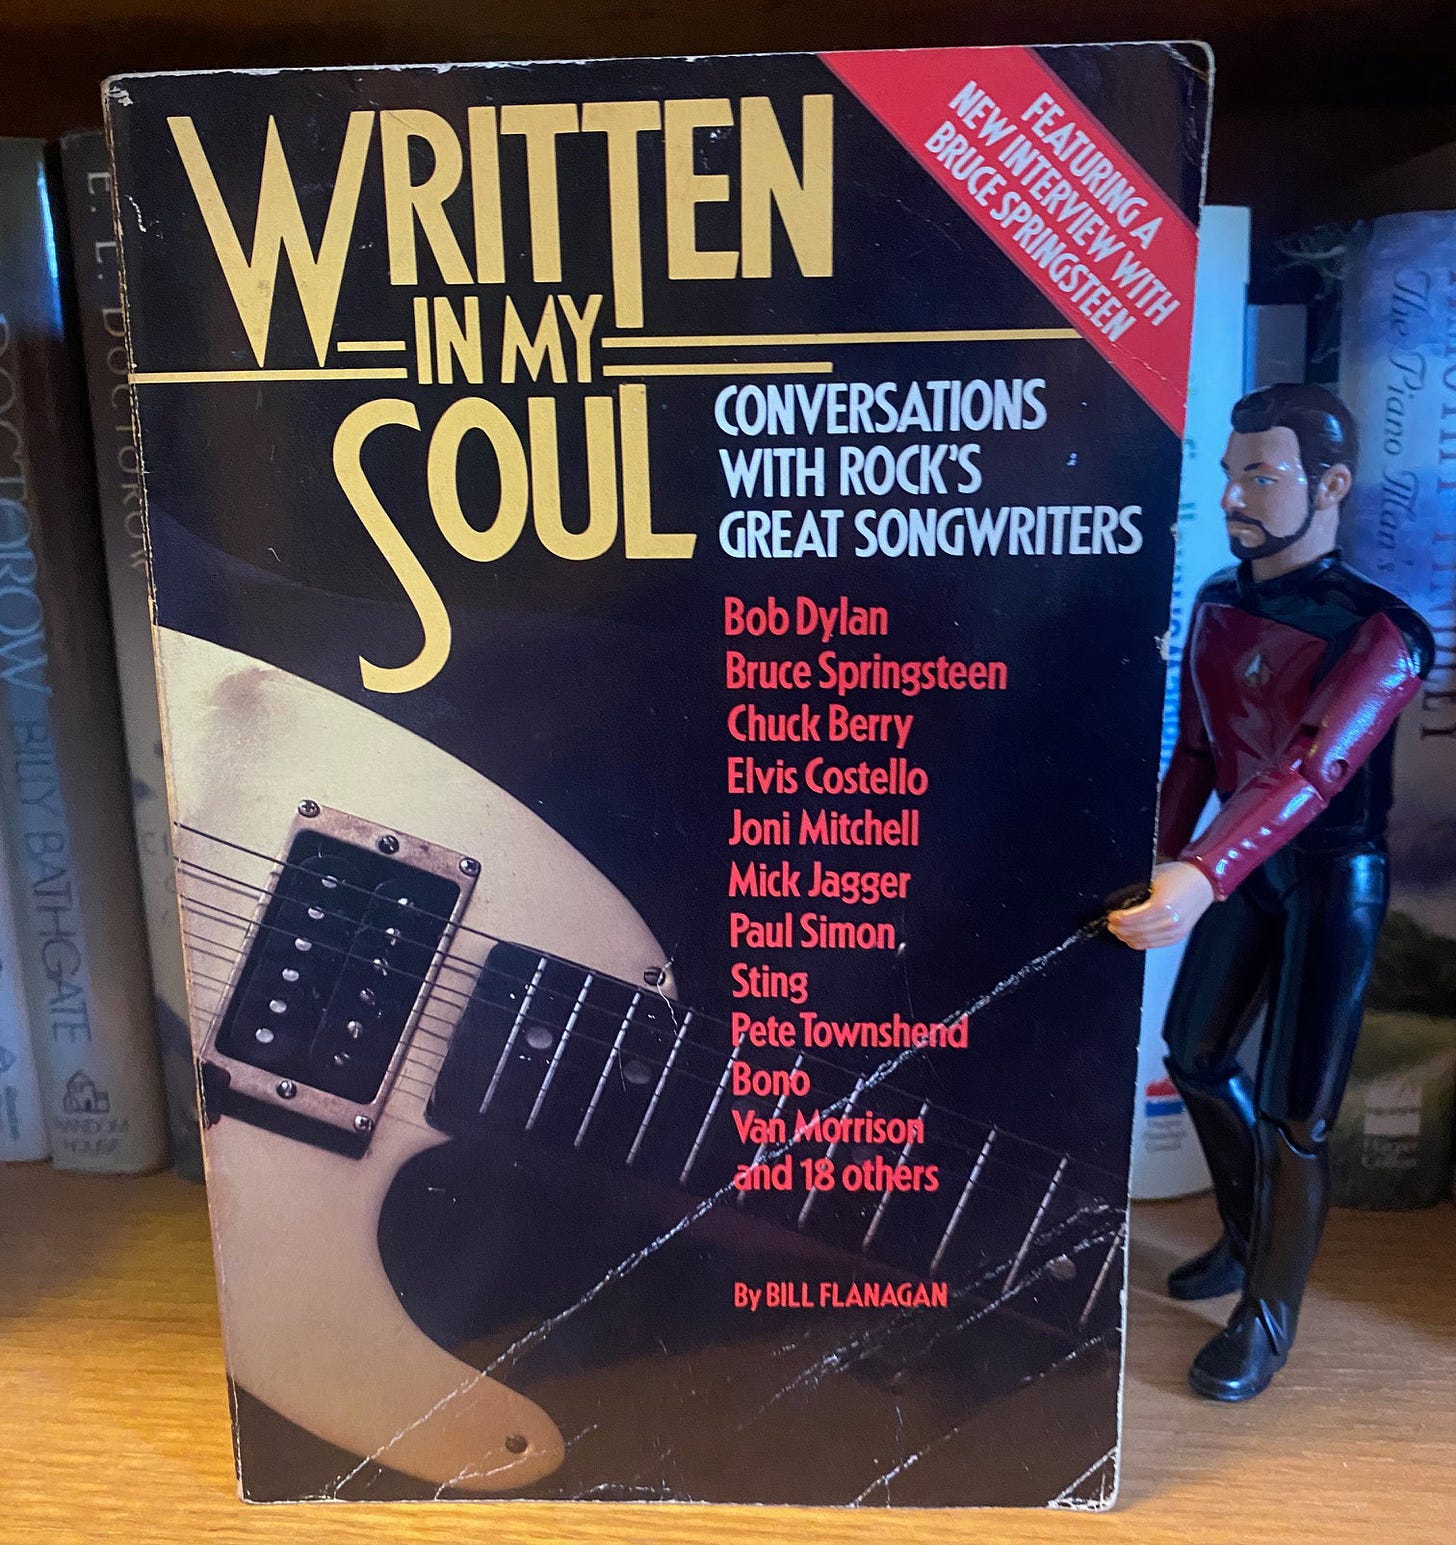 WRITTEN
IN MY
SOUL
FEATURING A
NEW INTERVIEW WITH
BRUCE SPRINGSTEEN
CONVERSATIONS
WITH ROCK'S
GREAT SONGWRITERS
Bob Dylan
Bruce Springsteen
Chuck Berry
Elvis Costello
Joni Mitchell
Mick Jagger
Paul Simon
Sting
Pete Townshend
Bono
Van Morrison
and 18 others
By BILL FLANAGAN
DOCTOROW
BILLY BATHGATE
RANDOM
HOUSE
E. L. DOCTOROW
The Piano Man's